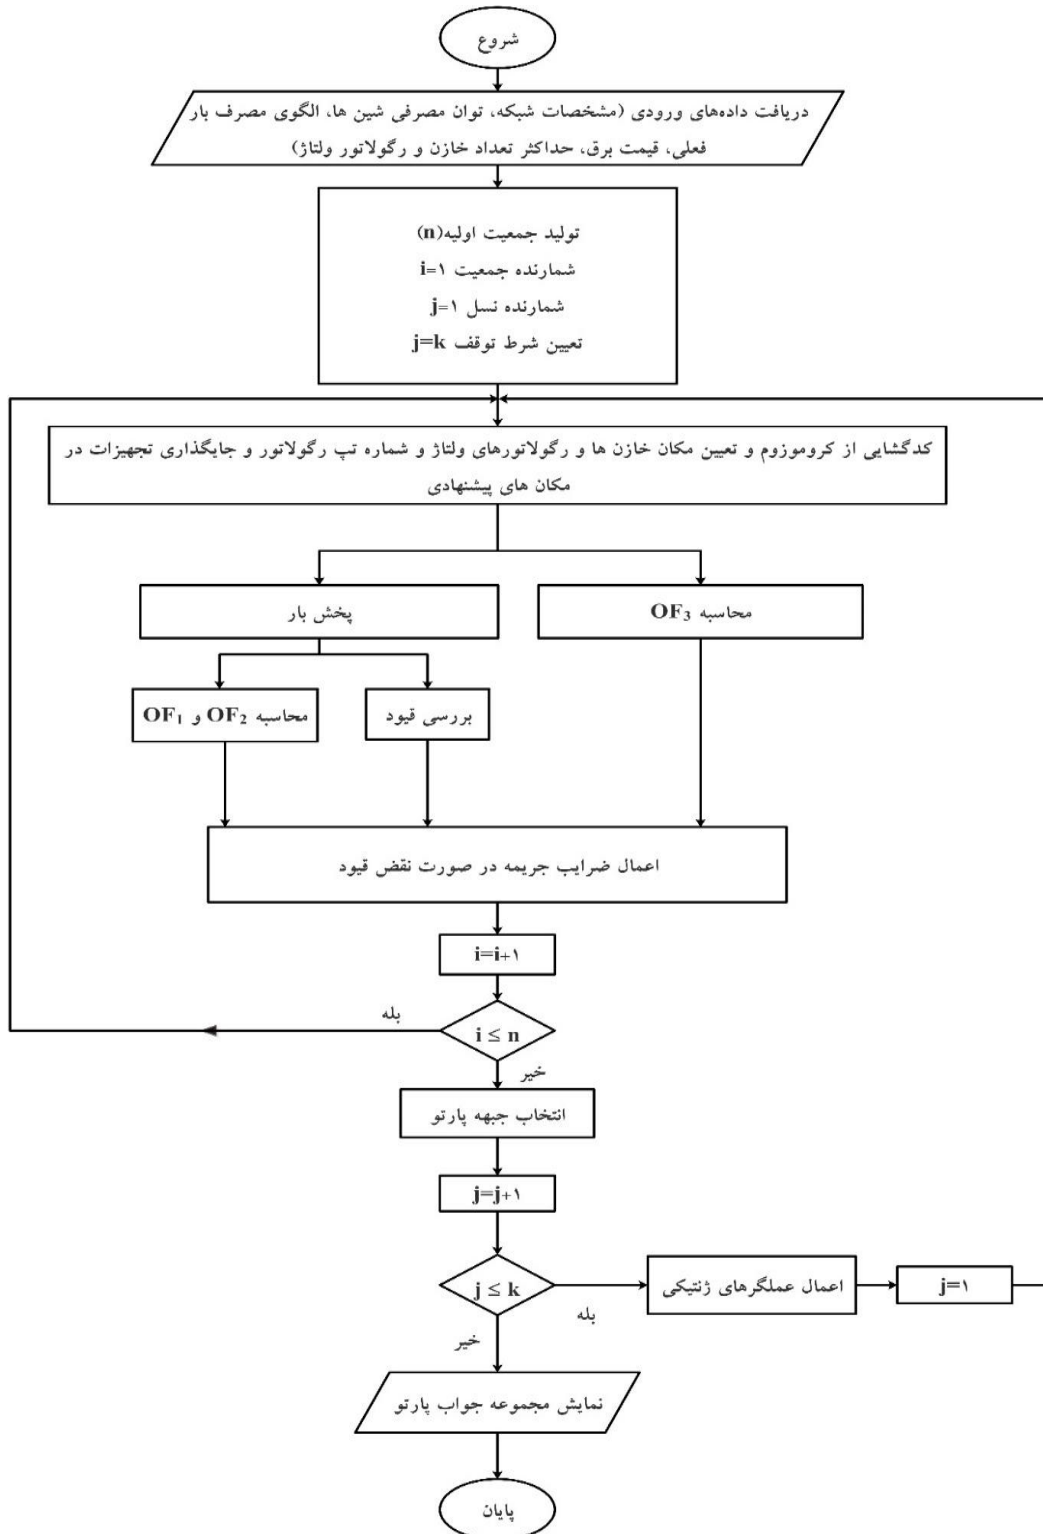 شروع
دریافت داده‌های ورودی (مشخصات شبکه، توان مصرفی شین ها، الگوی مصرف بار
فعلی، قیمت برق، حداکثر تعداد خازن و رگولاتور ولتاژ)
تولید جمعیت اولیه(n)
شمارنده جمعیت i=۱
شمارنده نسل j=۱
تعیین شرط توقف j=k
کدگشایی از کروموزوم و تعیین مکان خازن ها و رگولاتورهای ولتاژ و شماره تپ رگولاتور و جایگذاری تجهیزات در
مکان های پیشنهادی
پخش بار
محاسبه OF₃
محاسبه OF₂ و OF₁
بررسی قیود
اعمال ضرایب جریمه در صورت نقض قیود
i=i+۱
i ≤ n
بله
خیر
انتخاب جبهه پارتو
j=j+۱
j ≤ k
بله
اعمال عملگرهای ژنتیکی
j=۱
خیر
نمایش مجموعه جواب پارتو
پایان